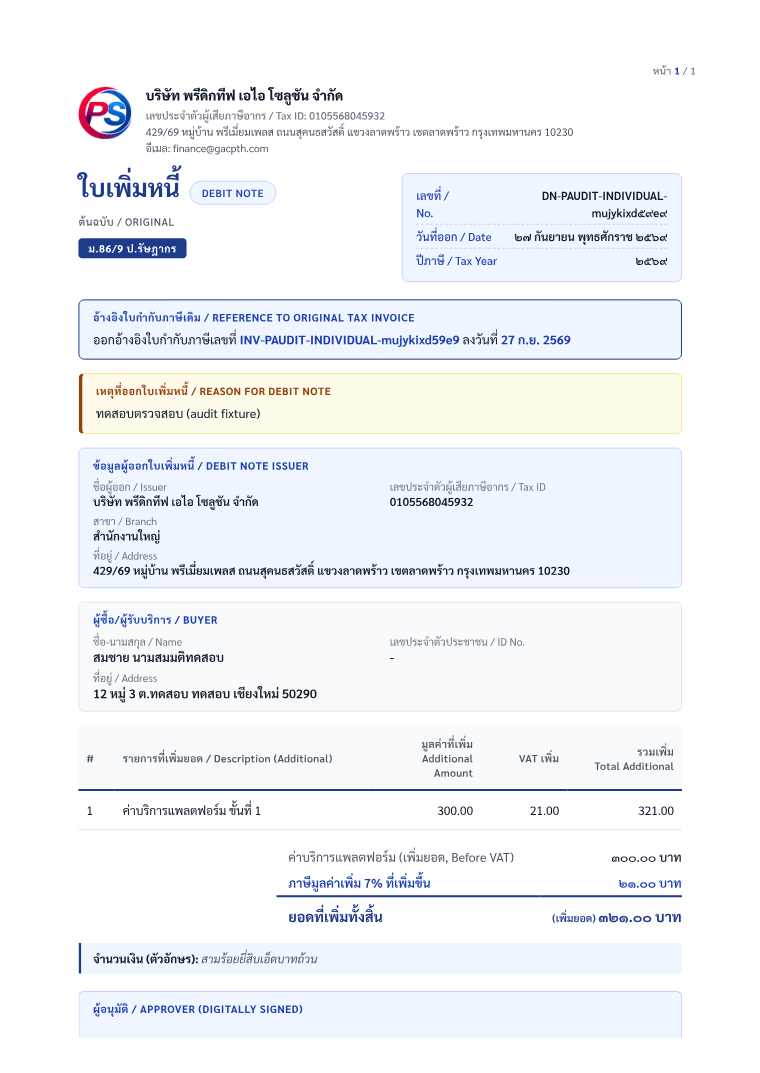 หน้า 1 / 1
PS
บริษัท พรีดิกทีฟ เอไอ โซลูชัน จำกัด
เลขประจำตัวผู้เสียภาษีอากร / Tax ID: 0105568045932
429/69 หมู่บ้าน พรีเมี่ยมเพลส ถนนสุคนธสวัสดิ์ แขวงลาดพร้าว เขตลาดพร้าว กรุงเทพมหานคร 10230
อีเมล: finance@gacpth.com
ใบเพิ่มหนี้ DEBIT NOTE
ต้นฉบับ / ORIGINAL
ม.86/9 ป.รัษฎากร
เลขที่ / DN-PAUDIT-INDIVIDUAL-
No. mujykixd๕๙e๙
วันที่ออก / Date ๒๗ กันยายน พุทธศักราช ๒๕๖๙
ปีภาษี / Tax Year ๒๕๖๙
อ้างอิงใบกำกับภาษีเดิม / REFERENCE TO ORIGINAL TAX INVOICE
ออกอ้างอิงใบกำกับภาษีเลขที่ INV-PAUDIT-INDIVIDUAL-mujykixd59e9 ลงวันที่ 27 ก.ย. 2569
เหตุที่ออกใบเพิ่มหนี้ / REASON FOR DEBIT NOTE
ทดสอบตรวจสอบ (audit fixture)
ข้อมูลผู้ออกใบเพิ่มหนี้ / DEBIT NOTE ISSUER
ชื่อผู้ออก / Issuer เลขประจำตัวผู้เสียภาษีอากร / Tax ID
บริษัท พรีดิกทีฟ เอไอ โซลูชัน จำกัด 0105568045932
สาขา / Branch
สำนักงานใหญ่
ที่อยู่ / Address
429/69 หมู่บ้าน พรีเมี่ยมเพลส ถนนสุคนธสวัสดิ์ แขวงลาดพร้าว เขตลาดพร้าว กรุงเทพมหานคร 10230
ผู้ซื้อ/ผู้รับบริการ / BUYER
ชื่อ-นามสกุล / Name เลขประจำตัวประชาชน / ID No.
สมชาย นามสมมติทดสอบ -
ที่อยู่ / Address
12 หมู่ 3 ต.ทดสอบ ทดสอบ เชียงใหม่ 50290
# รายการที่เพิ่มยอด / Description (Additional) มูลค่าที่เพิ่ม Additional Amount VAT เพิ่ม รวมเพิ่ม Total Additional
1 ค่าบริการแพลตฟอร์ม ขั้นที่ 1 300.00 21.00 321.00
ค่าบริการแพลตฟอร์ม (เพิ่มยอด, Before VAT) ๓๐๐.๐๐ บาท
ภาษีมูลค่าเพิ่ม 7% ที่เพิ่มขึ้น ๒๑.๐๐ บาท
ยอดที่เพิ่มทั้งสิ้น (เพิ่มยอด) ๓๒๑.๐๐ บาท
จำนวนเงิน (ตัวอักษร): สามร้อยยี่สิบเอ็ดบาทถ้วน
ผู้อนุมัติ / APPROVER (DIGITALLY SIGNED)